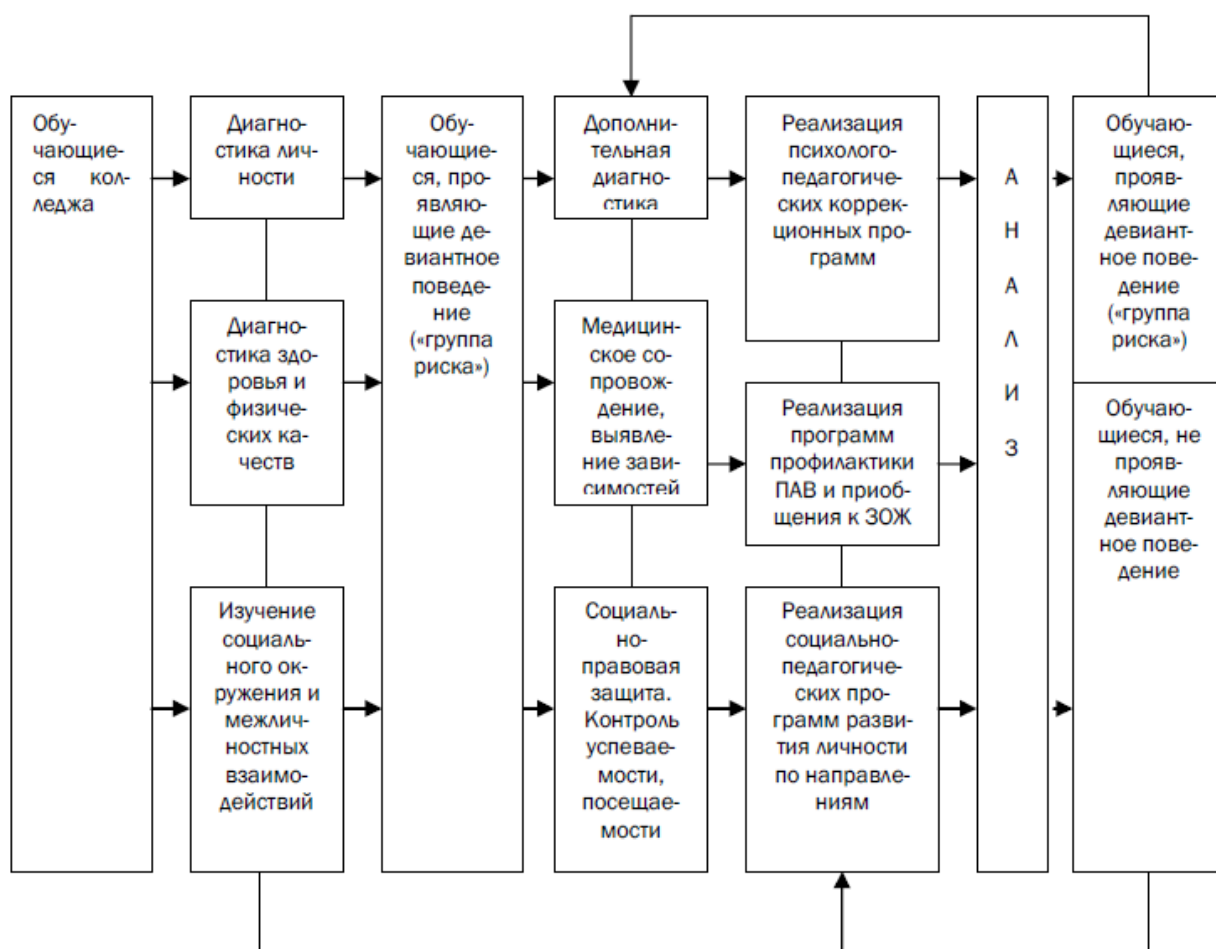 Обу-
чающие-
ся кол-
леджа
Диагно-
стика лич-
ности
Диагно-
стика здо-
ровья и
физиче-
ских ка-
честв
Изучение
социаль-
ного ок-
ружения и
межлич-
ностных
взаимо-
действий
Обу-
чающие-
ся, про-
являю-
щие де-
виантное
поведе-
ние
(«группа
риска»)
Дополни-
тельная
диагно-
стика
Медицин-
ское со-
провож-
дение,
выявле-
ние зави-
симостей
Социаль-
но-
правовая
защита.
Контроль
успевае-
мости,
посещае-
мости
Реализация
психолого-
педагогиче-
ских коррек-
ционных про-
грамм
Реализация
программ
профилактики
ПАВ и приоб-
щения к ЗОЖ
Реализация
социально-
педагогиче-
ских про-
грамм разви-
тия личности
по направле-
ниям
А
Н
А
Л
И
З
Обучаю-
щиеся,
прояв-
ляющие
девиант-
ное пове-
дение
(«группа
риска»)
Обучаю-
щиеся, не
прояв-
ляющие
девиант-
ное пове-
дение